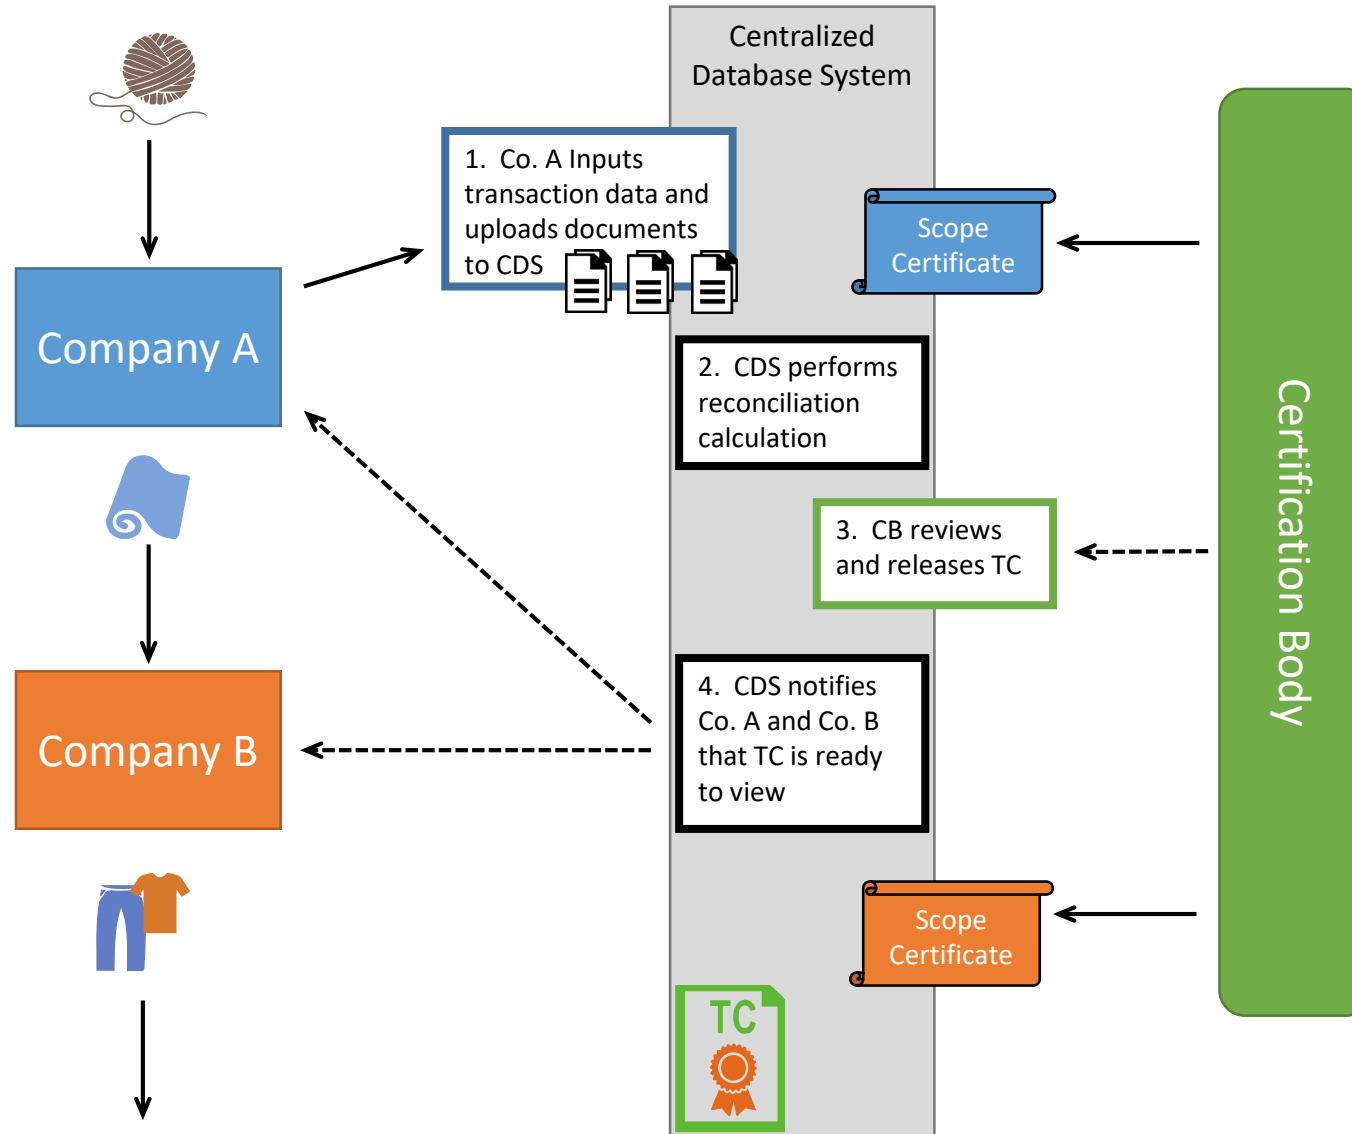 Centralized
Database System
1.  Co. A Inputs
transaction data and
uploads documents
to CDS
Scope
Certificate
Company A
2.  CDS performs
reconciliation
calculation
Certification Body
3.  CB reviews
and releases TC
4.  CDS notifies
Co. A and Co. B
that TC is ready
to view
Company B
Scope
Certificate
TC